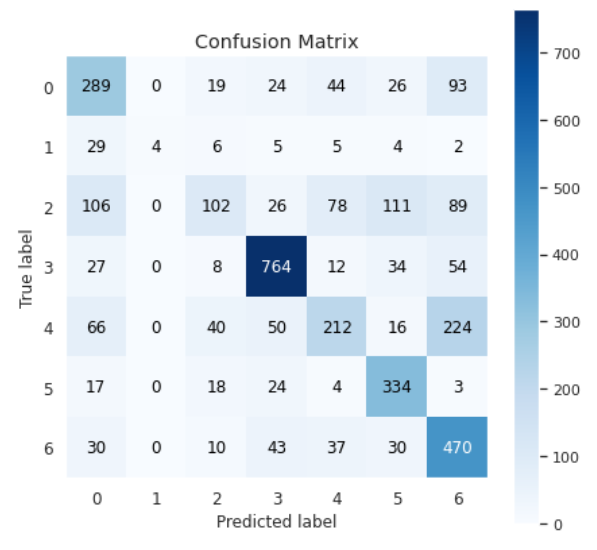 Confusion Matrix
0 289 0 19 24 44 26 93
1 29 4 6 5 5 4 2
2 106 0 102 26 78 111 89
3 27 0 8 764 12 34 54
4 66 0 40 50 212 16 224
5 17 0 18 24 4 334 3
6 30 0 10 43 37 30 470
0 1 2 3 4 5 6
Predicted label
True label
700
600
500
400
300
200
100
0